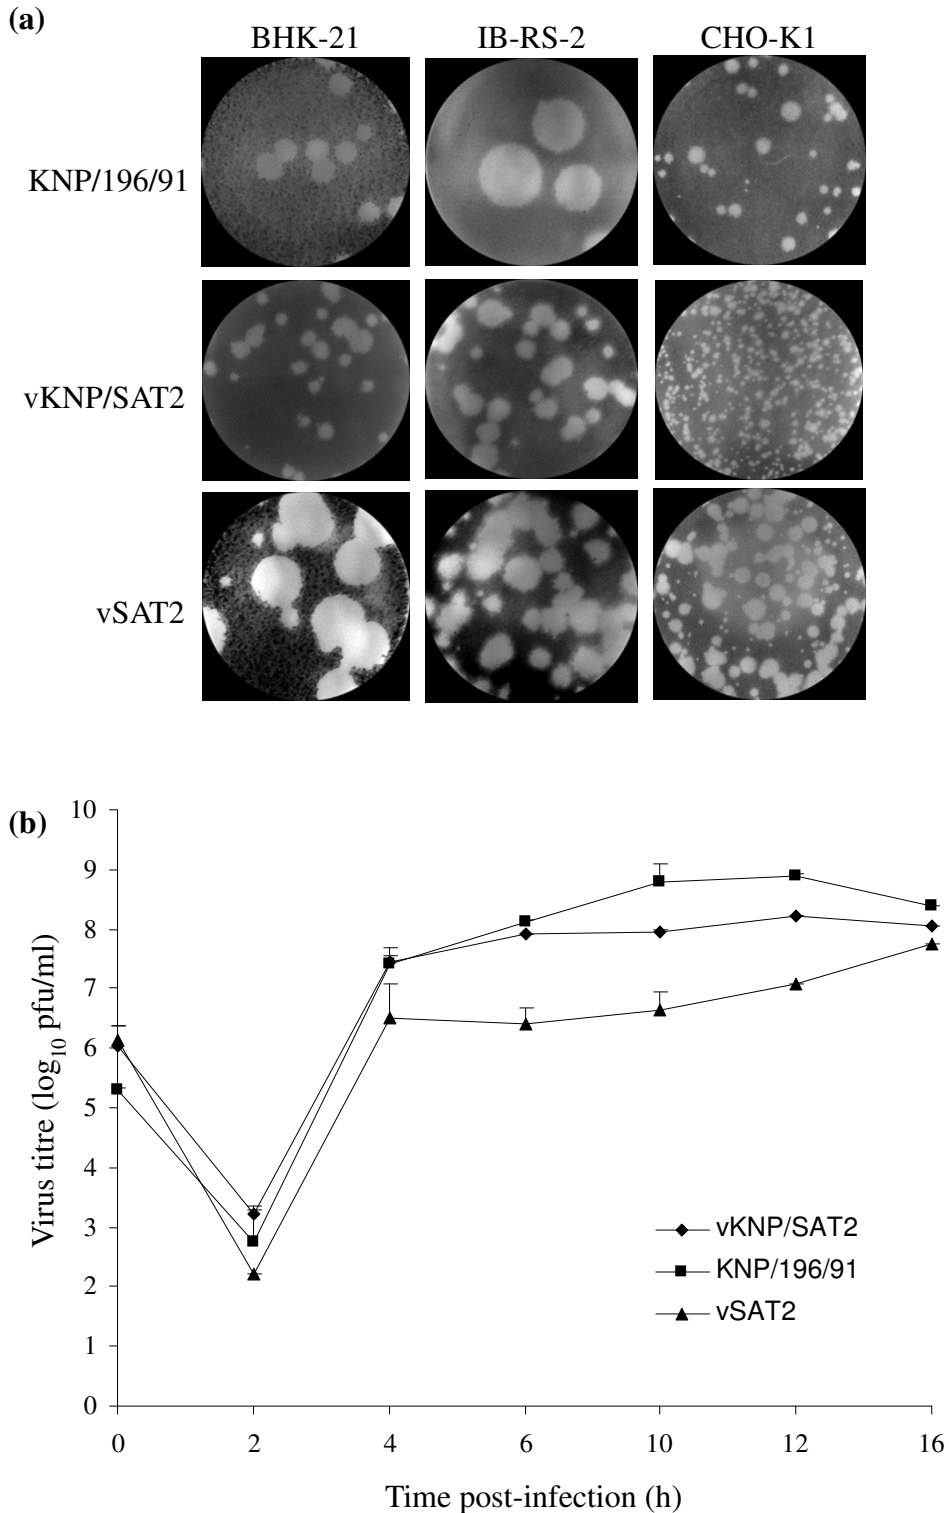 (a)
BHK-21 IB-RS-2 CHO-K1
KNP/196/91
vKNP/SAT2
vSAT2
(b)
10
9
8
7
6
5
4
3
2
1
0
Virus titre (log10 pfu/ml)
vKNP/SAT2
KNP/196/91
vSAT2
0 2 4 6 10 12 16
Time post-infection (h)